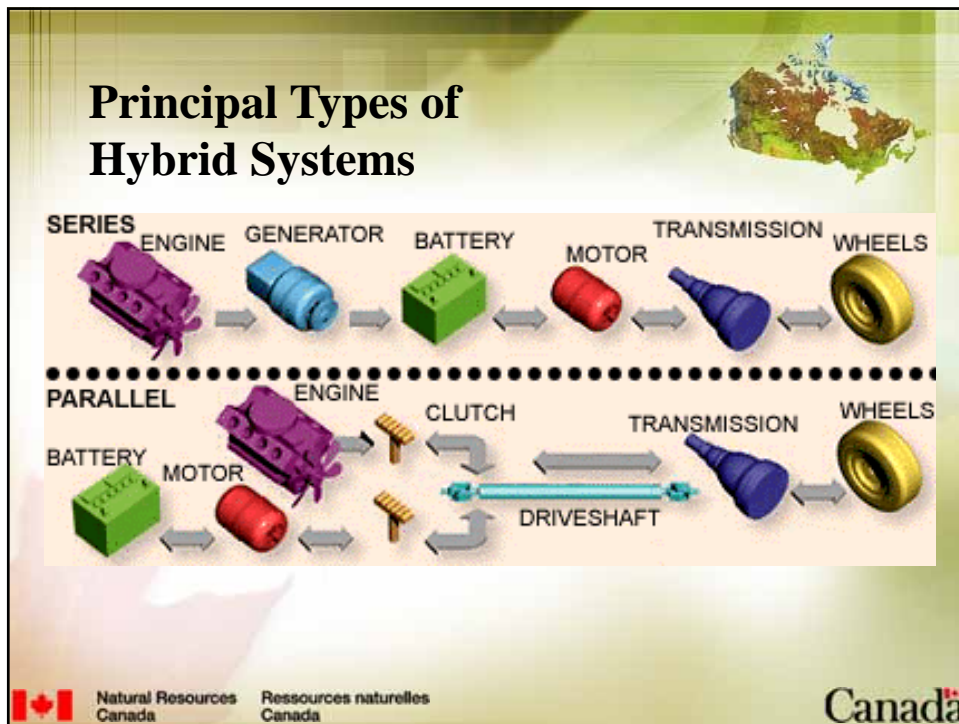 Principal Types of
Hybrid Systems
SERIES
ENGINE
GENERATOR
BATTERY
MOTOR
TRANSMISSION
WHEELS
PARALLEL
ENGINE
CLUTCH
TRANSMISSION
WHEELS
BATTERY
MOTOR
DRIVESHAFT
Natural Resources
Canada
Ressources naturelles
Canada
Canada